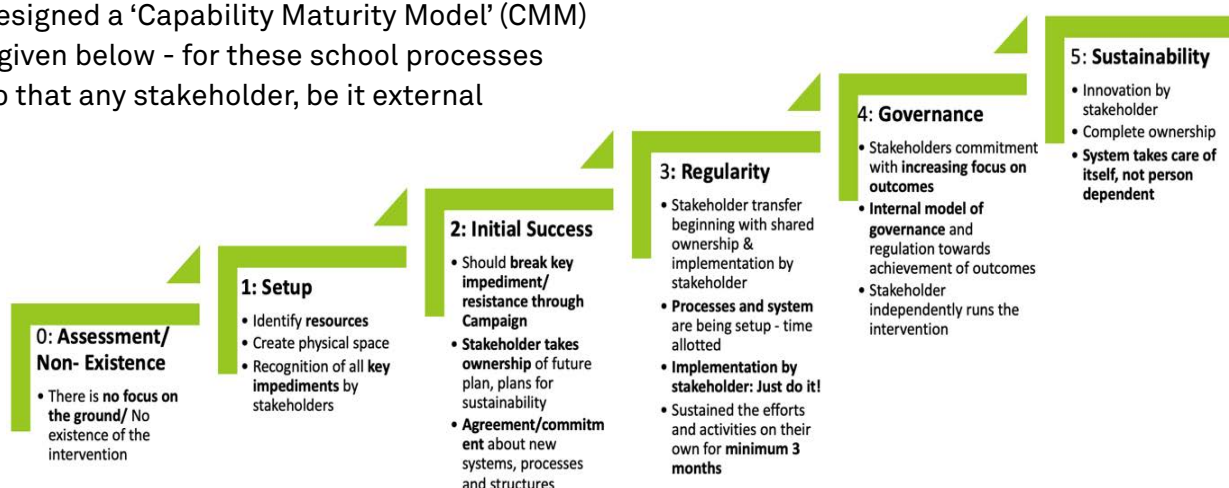 esigned a ‘Capability Maturity Model’ (CMM)
given below - for these school processes
o that any stakeholder, be it external
0: Assessment/
Non- Existence
• There is no focus on
the ground/ No
existence of the
intervention
1: Setup
• Identify resources
• Create physical space
• Recognition of all key
impediments by
stakeholders
2: Initial Success
• Should break key
impediment/
resistance through
Campaign
• Stakeholder takes
ownership of future
plan, plans for
sustainability
• Agreement/commitm
ent about new
systems, processes
and structures
3: Regularity
• Stakeholder transfer
beginning with shared
ownership &
implementation by
stakeholder
• Processes and system
are being setup - time
allotted
• Implementation by
stakeholder: Just do it!
• Sustained the efforts
and activities on their
own for minimum 3
months
4: Governance
• Stakeholders commitment
with increasing focus on
outcomes
• Internal model of
governance and
regulation towards
achievement of outcomes
• Stakeholder
independently runs the
intervention
5: Sustainability
• Innovation by
stakeholder
• Complete ownership
• System takes care of
itself, not person
dependent